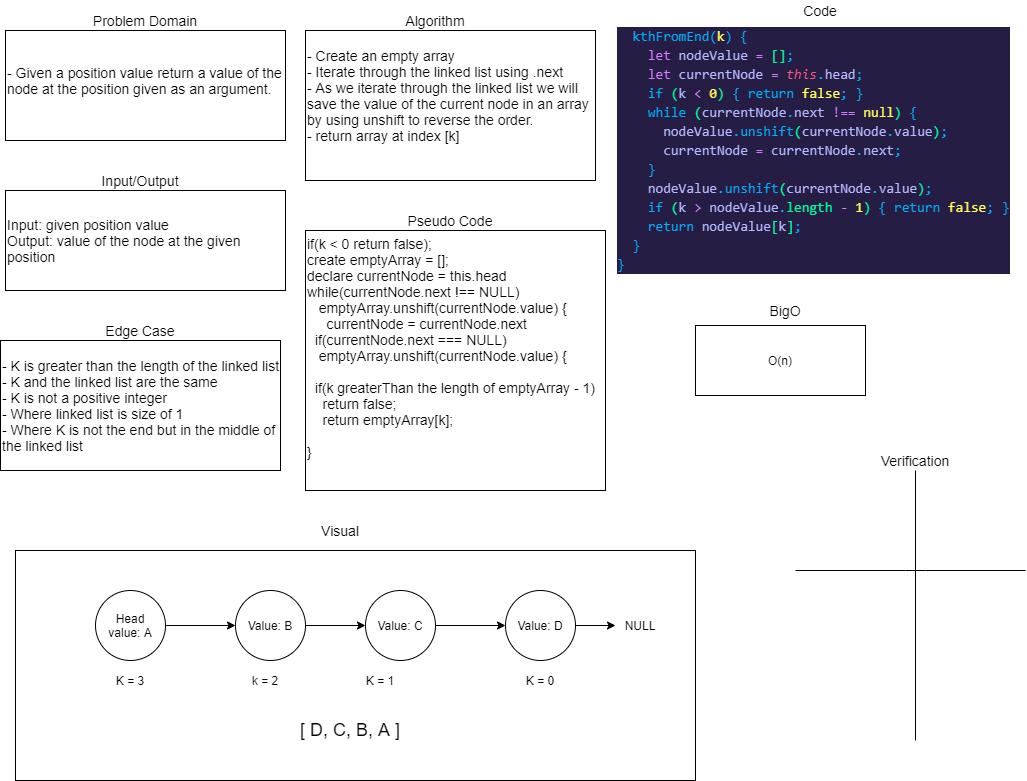 Problem Domain
- Given a position value return a value of the
node at the position given as an argument.
Input/Output
Input: given position value
Output: value of the node at the given
position
Edge Case
- K is greater than the length of the linked list
- K and the linked list are the same
- K is not a positive integer
- Where linked list is size of 1
- Where K is not the end but in the middle of
the linked list
Algorithm
- Create an empty array
- Iterate through the linked list using .next
- As we iterate through the linked list we will
save the value of the current node in an array
by using unshift to reverse the order.
- return array at index [k]
Pseudo Code
if(k < 0 return false);
create emptyArray = [];
declare currentNode = this.head
while(currentNode.next !== NULL)
emptyArray.unshift(currentNode.value) {
currentNode = currentNode.next
if(currentNode.next === NULL)
emptyArray.unshift(currentNode.value) {
if(k greaterThan the length of emptyArray - 1)
return false;
return emptyArray[k];
}
Code
kthFromEnd(k) {
let nodeValue = [];
let currentNode = this.head;
if (k < 0) { return false; }
while (currentNode.next !== null) {
nodeValue.unshift(currentNode.value);
currentNode = currentNode.next;
}
nodeValue.unshift(currentNode.value);
if (k > nodeValue.length - 1) { return false; }
return nodeValue[k];
}
}
BigO
O(n)
Verification
Visual
Head
value: A
Value: B
Value: C
Value: D
NULL
K = 3
k = 2
K = 1
K = 0
[ D, C, B, A ]